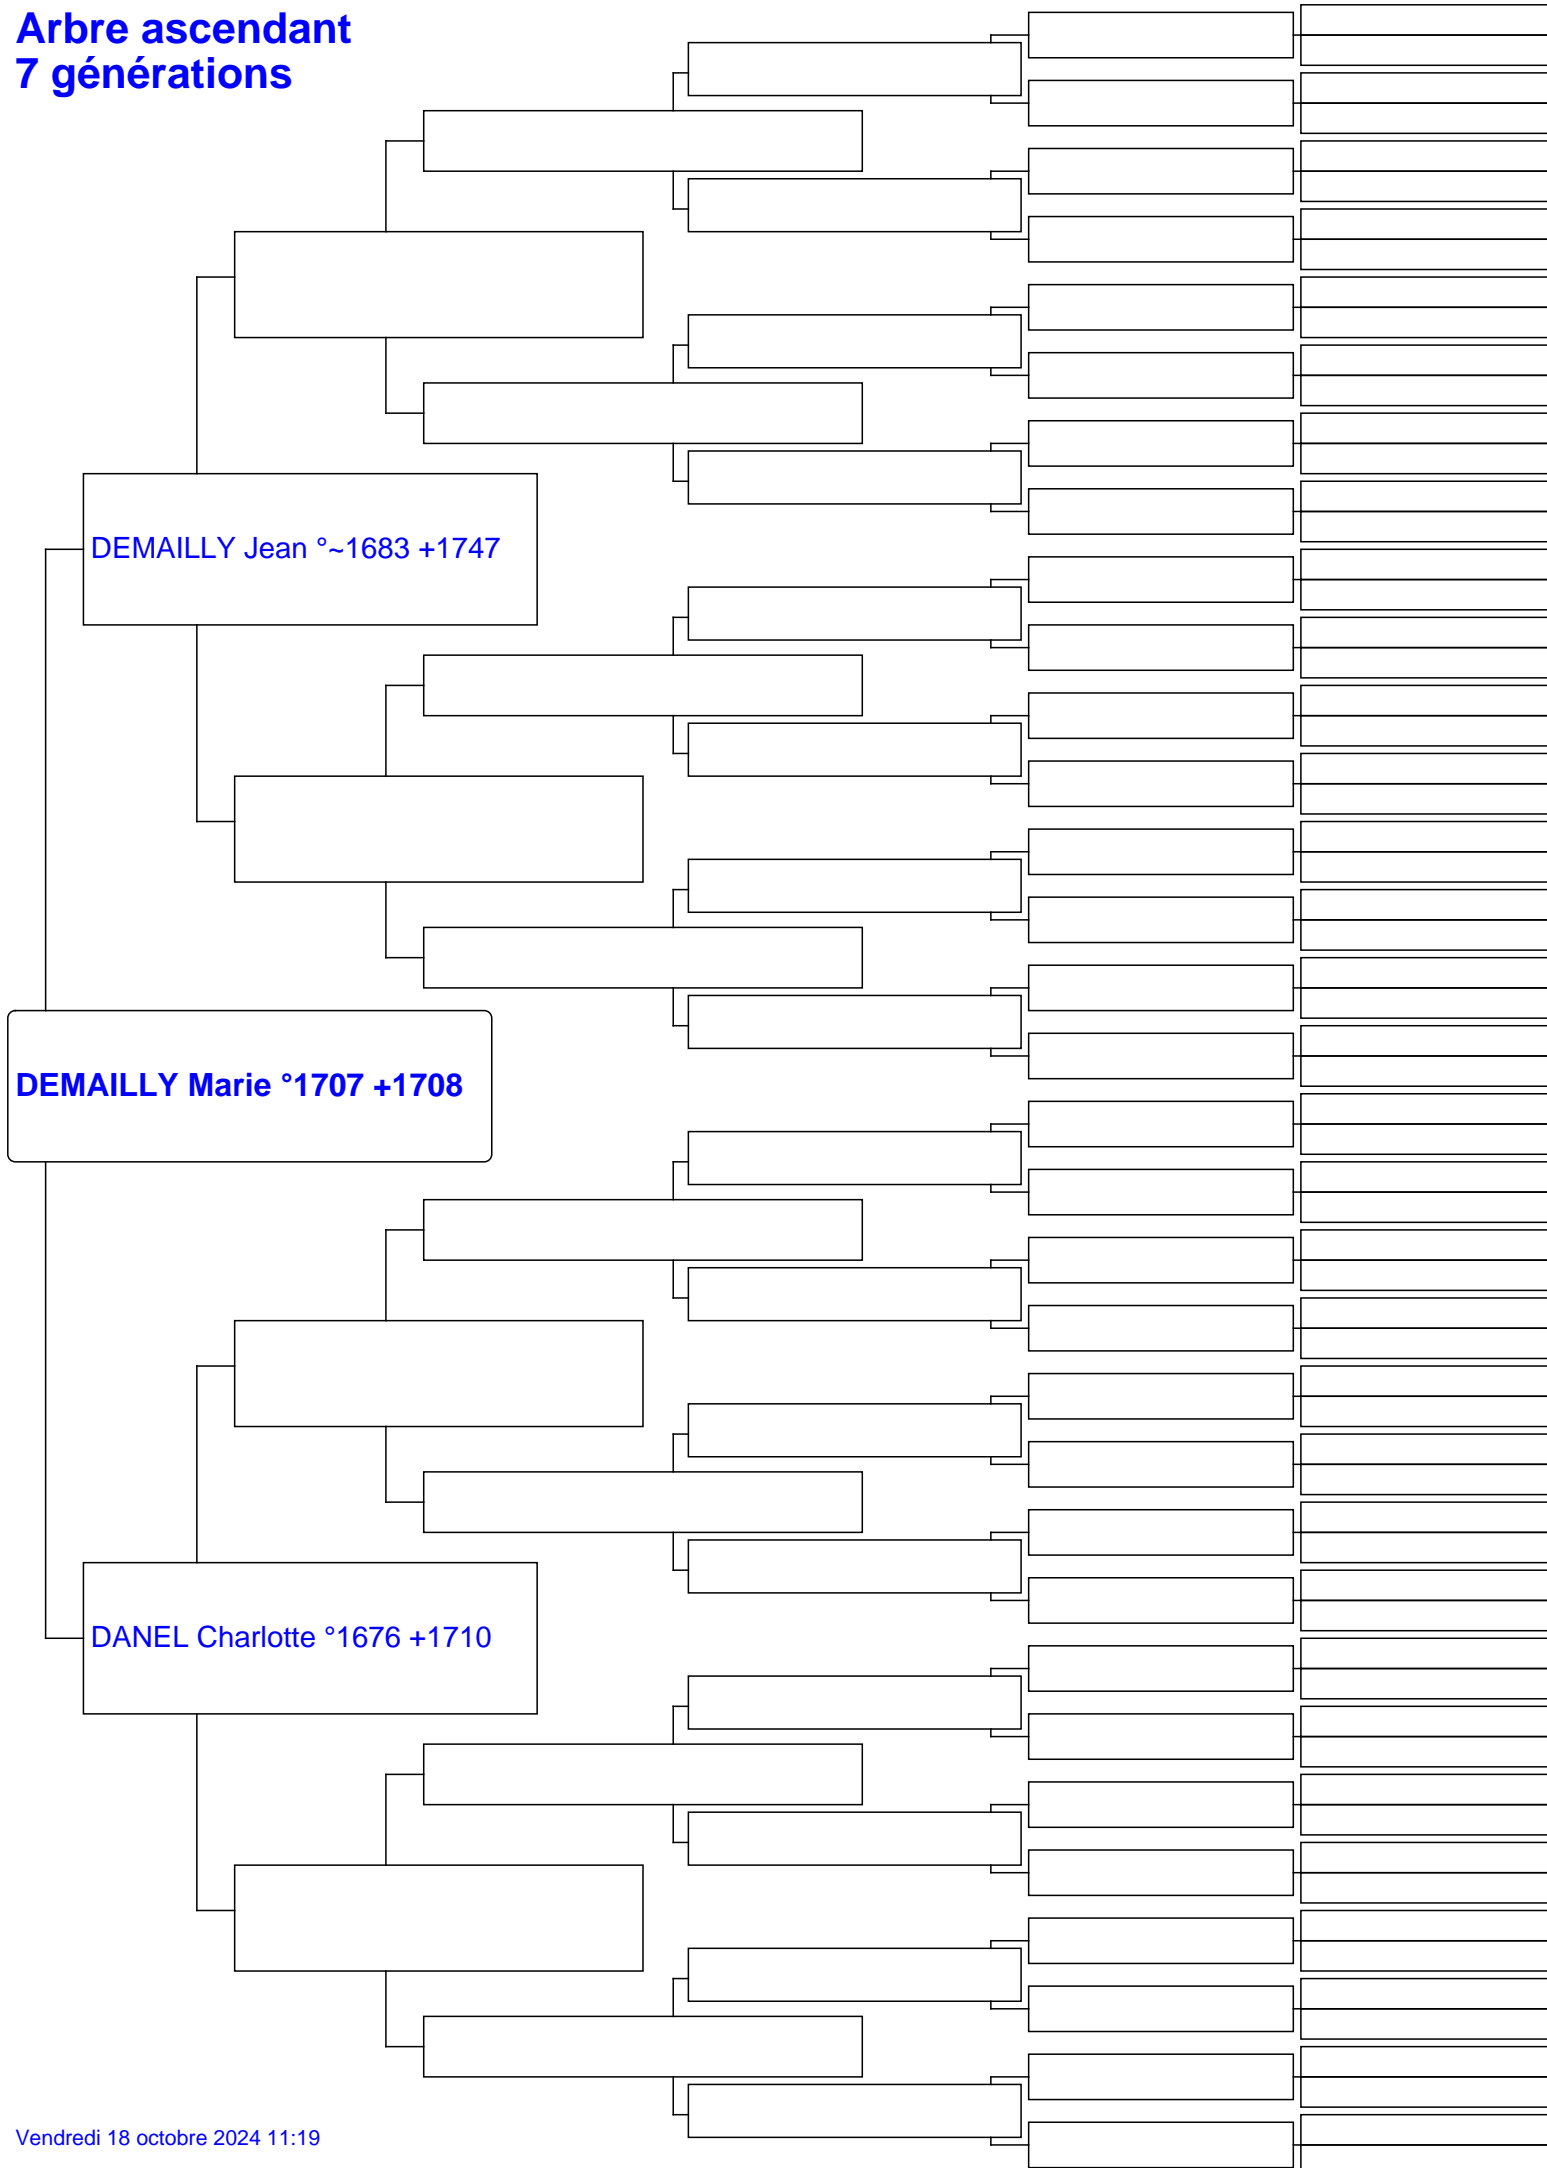 Arbre ascendant
7 générations
DEMAILLY Jean °~1683 +1747
DEMAILLY Marie °1707 +1708
DANEL Charlotte °1676 +1710
Vendredi 18 octobre 2024 11:19